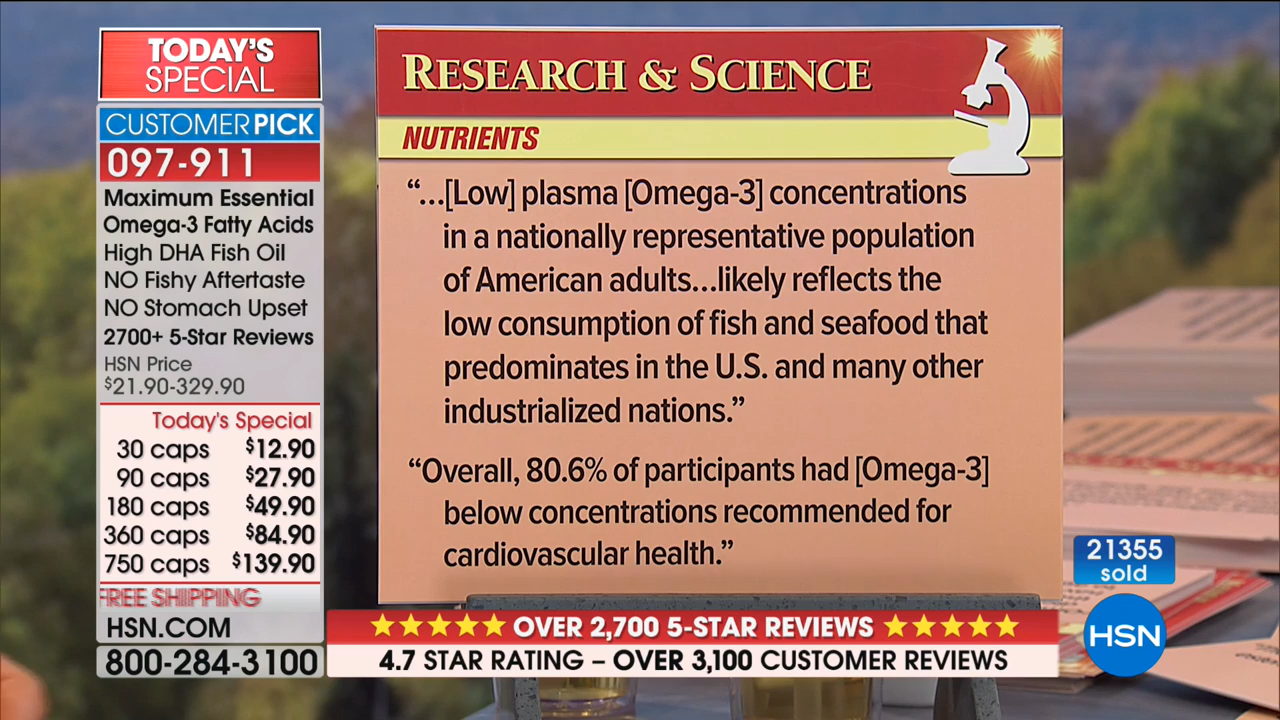 TODAY'S
SPECIAL
CUSTOMER PICK
097-911
Maximum Essential
Omega-3 Fatty Acids
High DHA Fish Oil
NO Fishy Aftertaste
NO Stomach Upset
2700+ 5-Star Reviews
HSN Price
$21.90-329.90
Today's Special
30 caps $12.90
90 caps $27.90
180 caps $49.90
360 caps $84.90
750 caps $139.90
FREE SHIPPING
HSN.COM
800-284-3100
RESEARCH & SCIENCE
NUTRIENTS
“...[Low] plasma [Omega-3] concentrations
in a nationally representative population
of American adults...likely reflects the
low consumption of fish and seafood that
predominates in the U.S. and many other
industrialized nations.”
“Overall, 80.6% of participants had [Omega-3]
below concentrations recommended for
cardiovascular health.”
OVER 2,700 5-STAR REVIEWS
4.7 STAR RATING – OVER 3,100 CUSTOMER REVIEWS
21355
sold
HSN